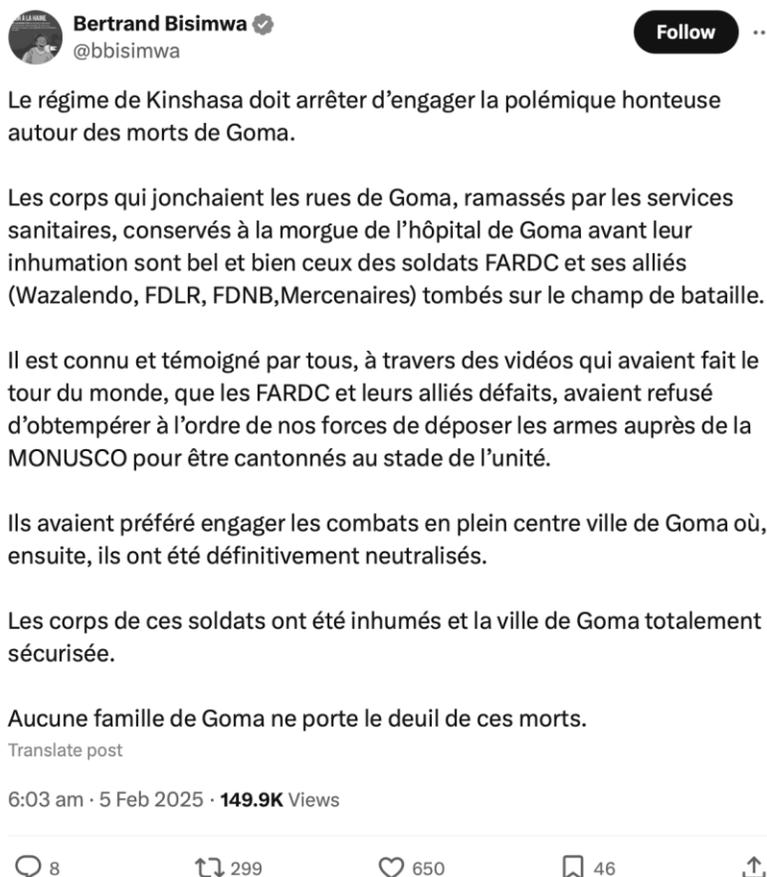 Bertrand Bisimwa
@bbisimwa
Follow
Le régime de Kinshasa doit arrêter d’engager la polémique honteuse
autour des morts de Goma.
Les corps qui jonchaient les rues de Goma, ramassés par les services
sanitaires, conservés à la morgue de l’hôpital de Goma avant leur
inhumation sont bel et bien ceux des soldats FARDC et ses alliés
(Wazalendo, FDLR, FDNB,Mercenaires) tombés sur le champ de bataille.
Il est connu et témoigné par tous, à travers des vidéos qui avaient fait le
tour du monde, que les FARDC et leurs alliés défaits, avaient refusé
d’obtempérer à l’ordre de nos forces de déposer les armes auprès de la
MONUSCO pour être cantonnés au stade de l’unité.
Ils avaient préféré engager les combats en plein centre ville de Goma où,
ensuite, ils ont été définitivement neutralisés.
Les corps de ces soldats ont été inhumés et la ville de Goma totalement
sécurisée.
Aucune famille de Goma ne porte le deuil de ces morts.
Translate post
6:03 am · 5 Feb 2025 · 149.9K Views
8 299 650 46